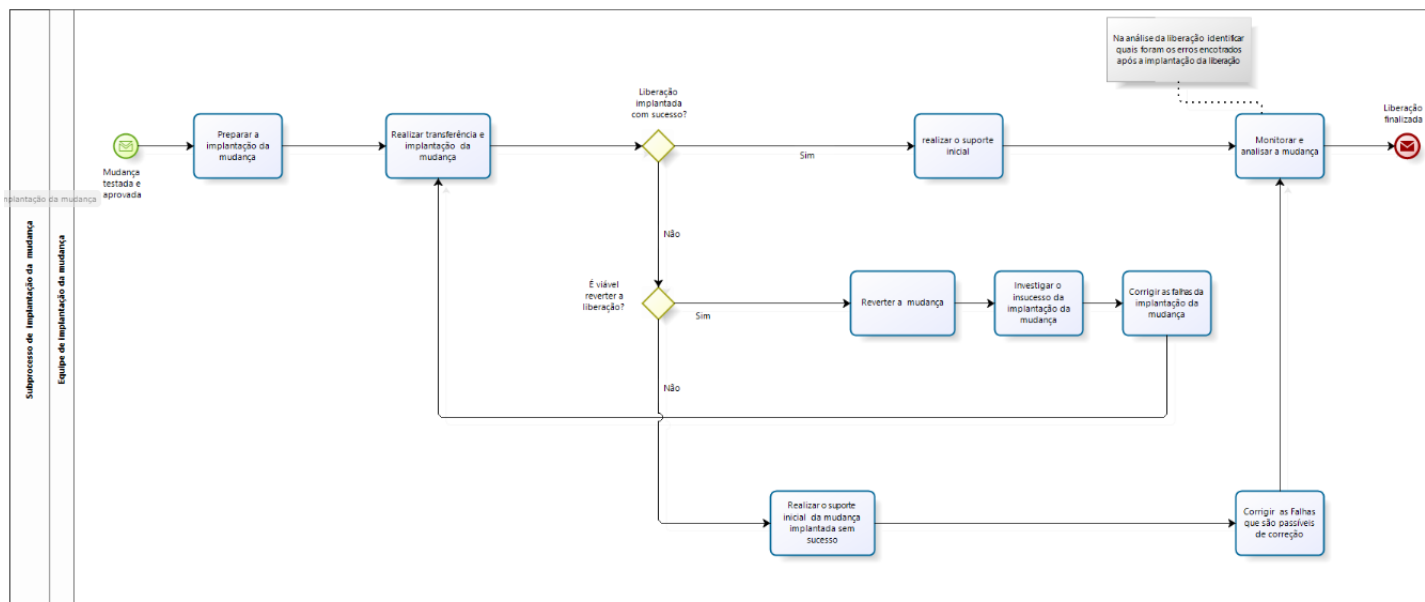 Subprocesso de implantação da mudança
Equipe de implantação da mudança
mplantação da mudança
Mudança
testada e
aprovada
Preparar a
implantação da
mudança
Realizar transferência e
implantação da
mudança
Liberação
implantada
com sucesso?
Sim
realizar o suporte
inicial
Na análise da liberação identificar
quais foram os erros encotrados
após a implantação da liberação
Monitorar e
analisar a mudança
Liberação
finalizada
Não
É viável
reverter a
liberação?
Sim
Reverter a mudança
Investigar o
insucesso da
implantação da
mudança
Corrigir as falhas da
implantação da
mudança
Não
Realizar o suporte
inicial da mudança
implantada sem
sucesso
Corrigir as Falhas
que são passíveis
de correção